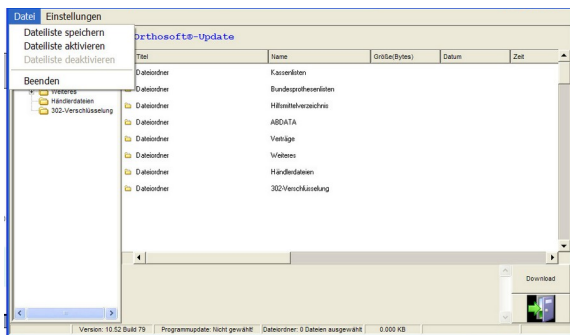 Datei Einstellungen
Dateiliste speichern
Dateiliste aktivieren
Dateiliste deaktivieren
Beenden
Orthosoft®-Update
Weiteres
Händlerdateien
302-Verschlüsselung
Titel Name Größe(Bytes) Datum Zeit
Dateiordner Kassenlisten
Dateiordner Bundesprothesenlisten
Dateiordner Hilfsmittelverzeichnis
Dateiordner ABDATA
Dateiordner Verträge
Dateiordner Weiteres
Dateiordner Händlerdateien
Dateiordner 302-Verschlüsselung
Download
Version: 10.52 Build 79 Programmupdate: Nicht gewählt! Dateiordner: 0 Dateien ausgewählt 0.000 KB